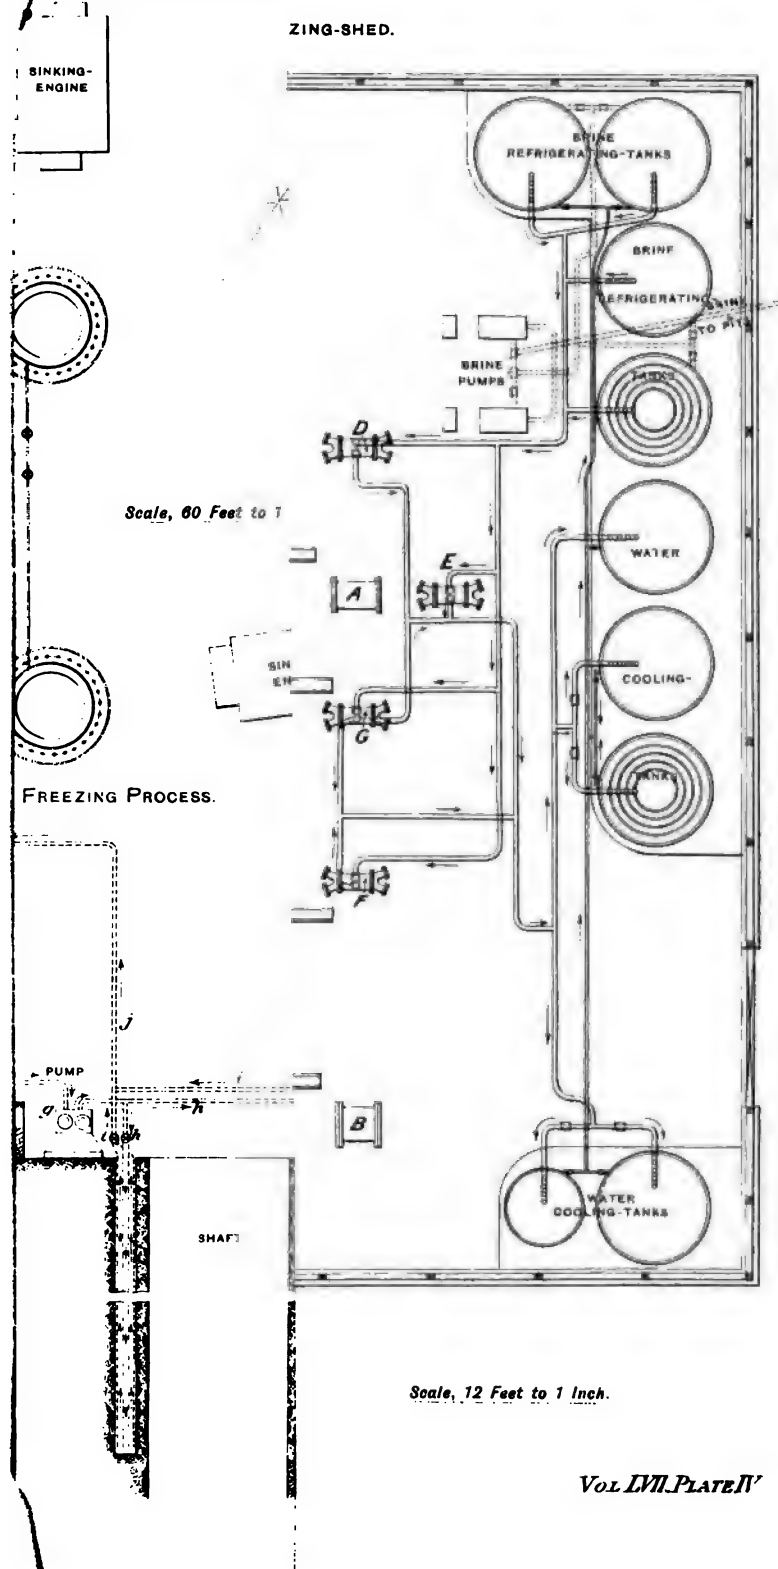 ZING-SHED.
SINKING-
ENGINE
BRINE
REFRIGERATING-TANKS
BRINE
REFRIGERATING
TO PIT
BRINE
PUMPS
TANKS
D
Scale, 60 Feet to 1
E
WATER
A
SIN
EN
COOLING-
G
TANKS
FREEZING PROCESS.
F
j
PUMP
g
h
B
i h
WATER
COOLING-TANKS
SHAFT
Scale, 12 Feet to 1 Inch.
VOL LVII. PLATE IV